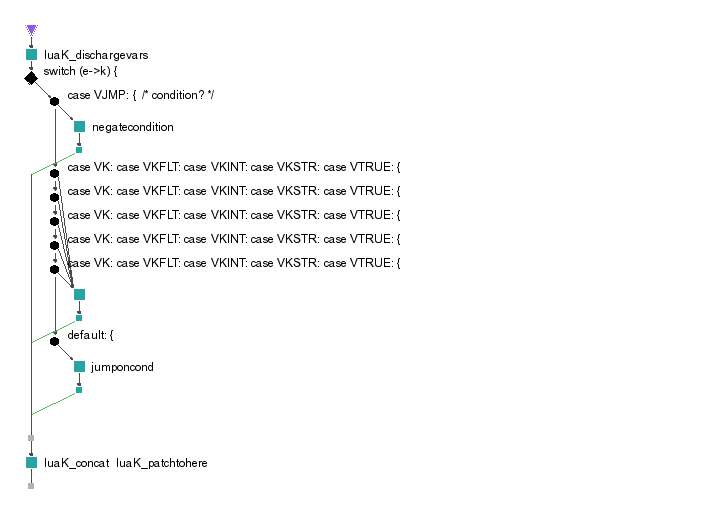 luaK_dischargevars
switch (e->k) {
case VJMP: {  /* condition? */
negatecondition
case VK: case VKFLT: case VKINT: case VKSTR: case VTRUE: {
case VK: case VKFLT: case VKINT: case VKSTR: case VTRUE: {
case VK: case VKFLT: case VKINT: case VKSTR: case VTRUE: {
case VK: case VKFLT: case VKINT: case VKSTR: case VTRUE: {
case VK: case VKFLT: case VKINT: case VKSTR: case VTRUE: {
default: {
jumponcond
luaK_concat  luaK_patchtohere